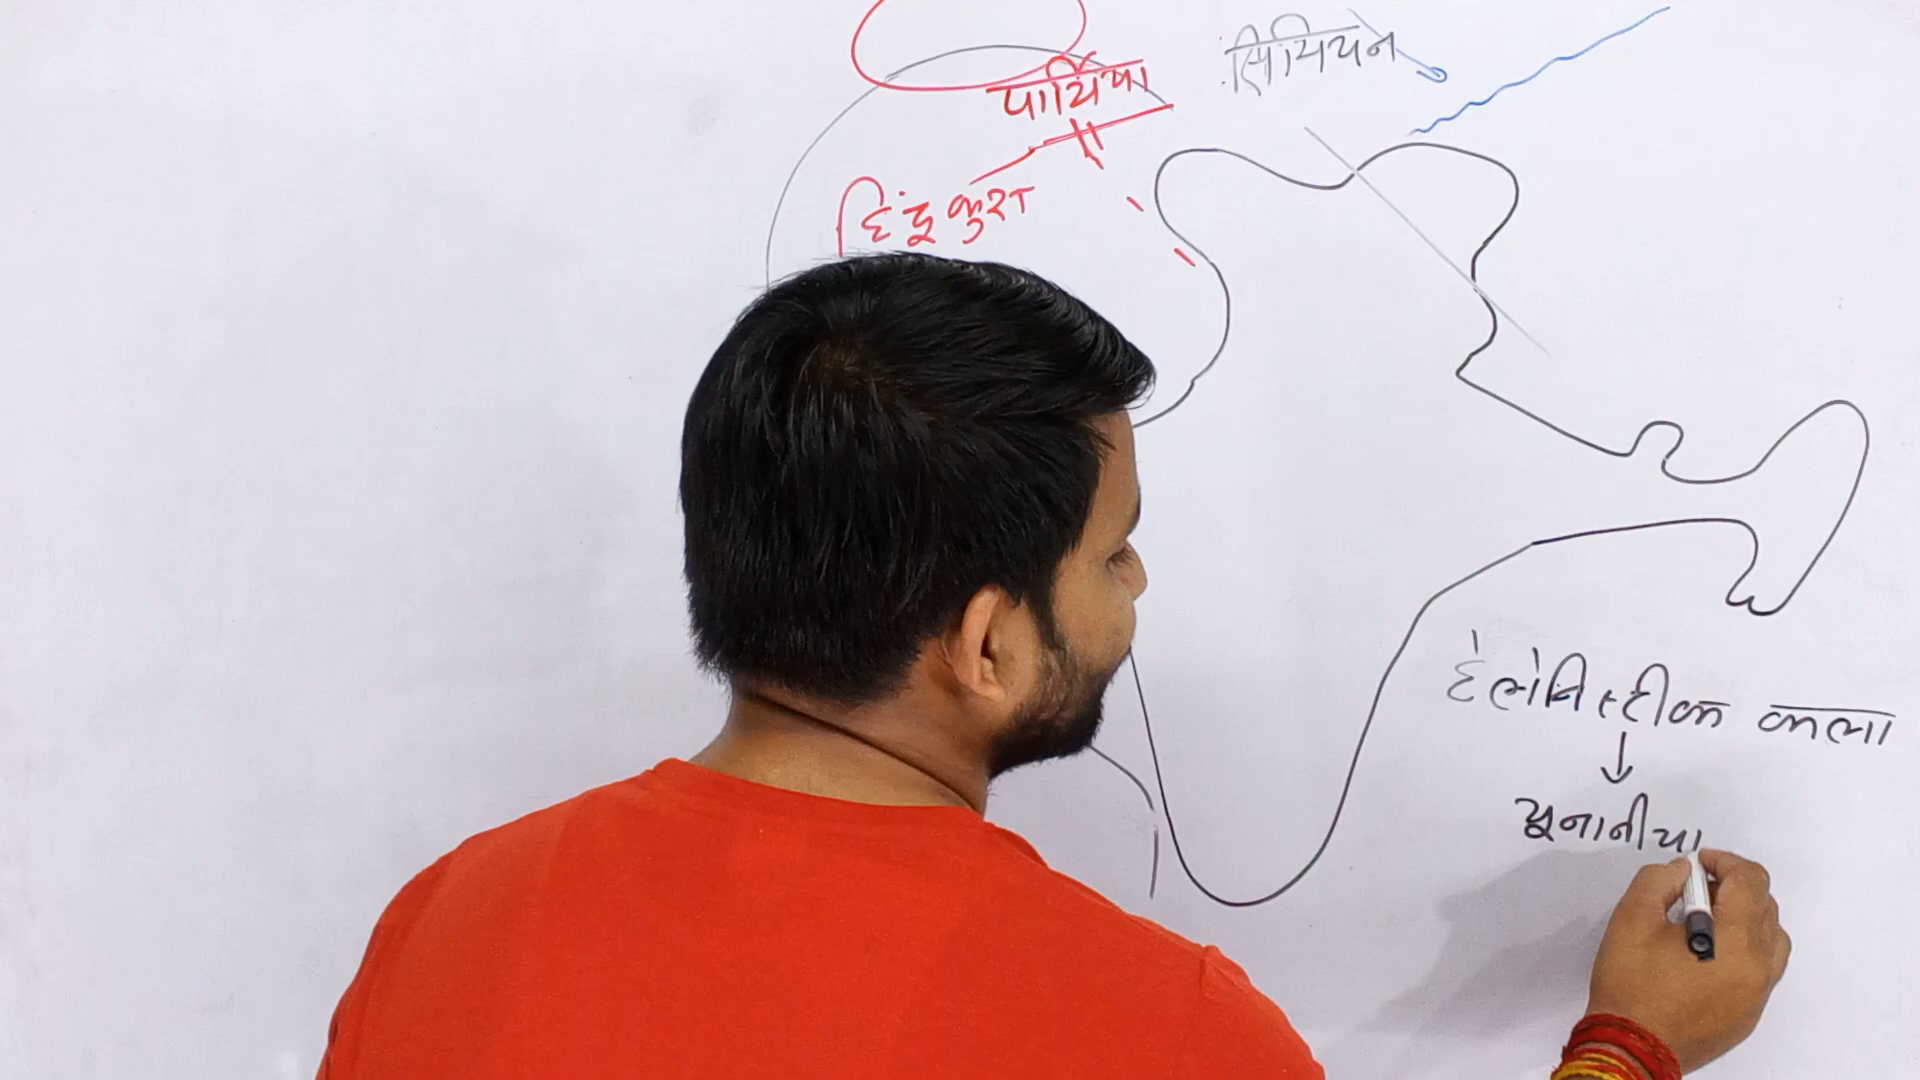 पार्थिया
सिथियन
हिंदूकुश
हेलेनिस्टीक कला
यूनानीया